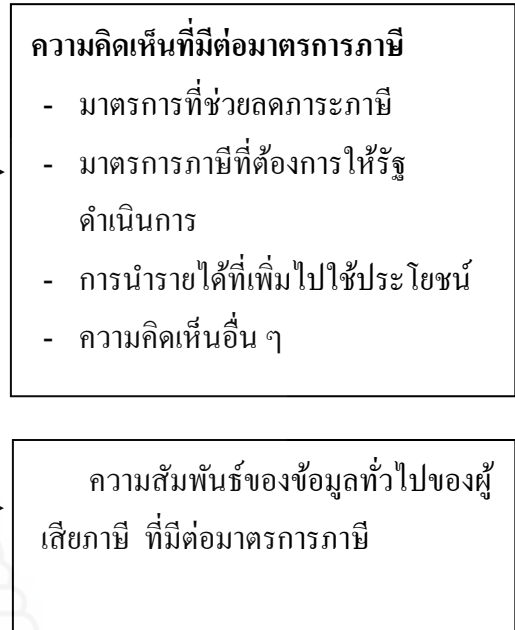 ความคิดเห็นที่มีต่อมาตรการภาษี
- มาตรการที่ช่วยลดภาระภาษี
- มาตรการภาษีที่ต้องการให้รัฐ
ดำเนินการ
- การนำรายได้ที่เพิ่มไปใช้ประโยชน์
- ความคิดเห็นอื่น ๆ
ความสัมพันธ์ของข้อมูลทั่วไปของผู้
เสียภาษี ที่มีต่อมาตรการภาษี